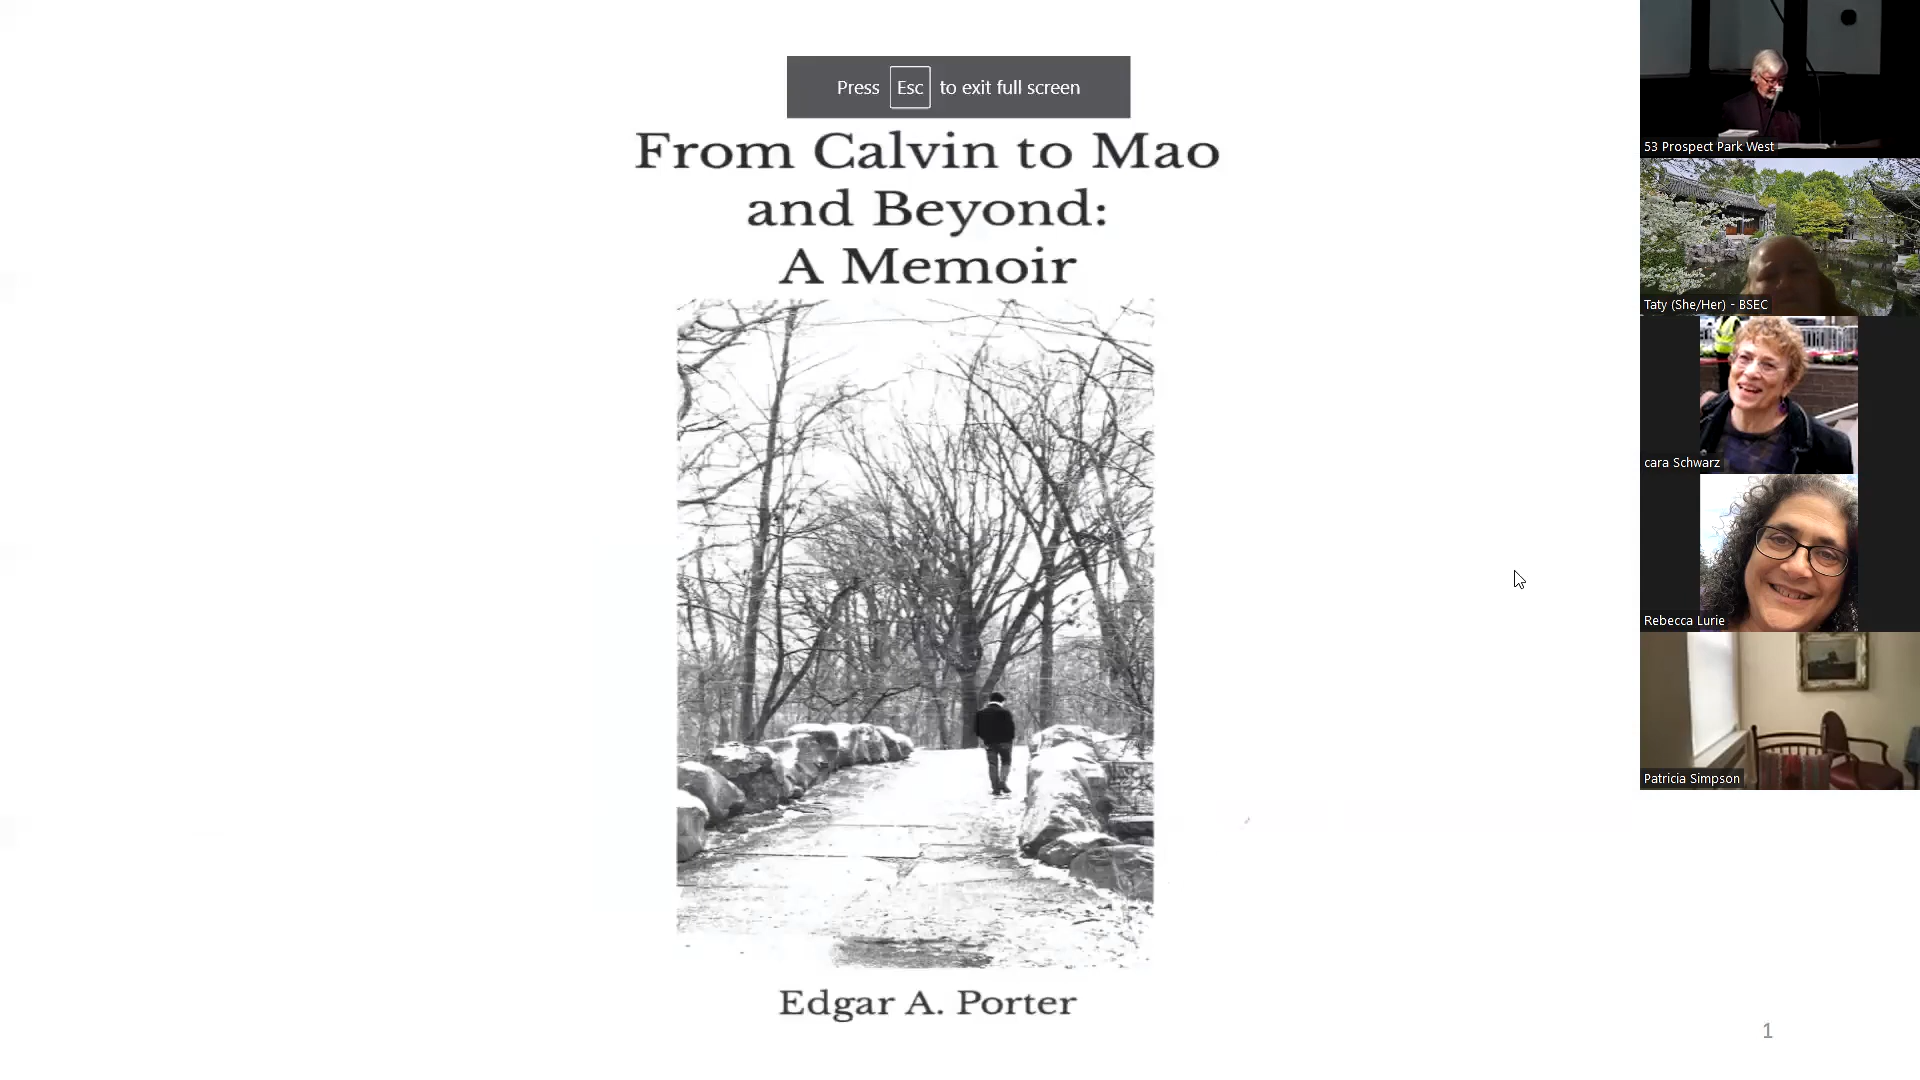 Press Esc to exit full screen
From Calvin to Mao
and Beyond:
A Memoir
Edgar A. Porter
1
53 Prospect Park West
Taty (She/Her) - BSEC
cara Schwarz
Rebecca Lurie
Patricia Simpson